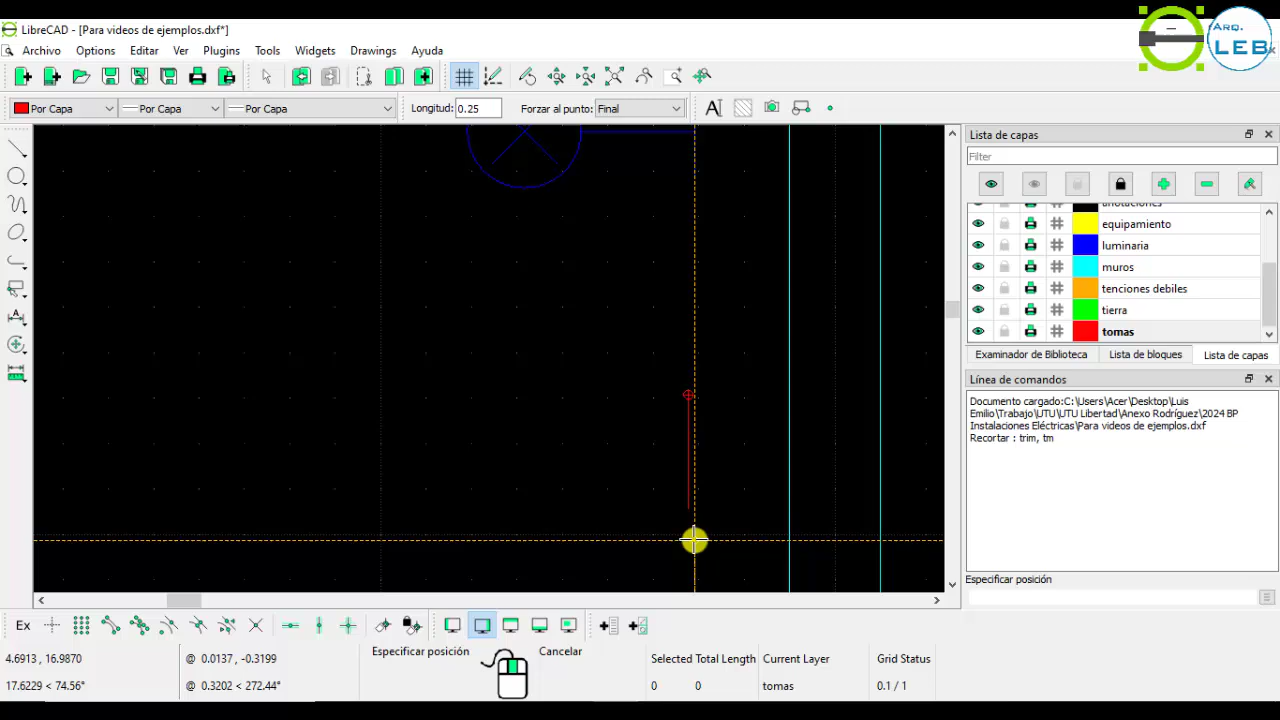 LibreCAD - [Para videos de ejemplos.dxf*]
ARQ.
LEB
Archivo Options Editar Ver Plugins Tools Widgets Drawings Ayuda
Por Capa Por Capa Por Capa Longitud: 0.25 Forzar al punto: Final
Lista de capas
Filter
anotaciones
equipamiento
luminaria
muros
tenciones debiles
tierra
tomas
Examinador de Biblioteca Lista de bloques Lista de capas
Línea de comandos
Documento cargado:C:\Users\Acer\Desktop\Luis
Emilio\Trabajo\UTU\UTU Libertad\Anexo Rodríguez\2024 BP
Instalaciones Eléctricas\Para videos de ejemplos.dxf
Recortar : trim, tm
Especificar posición
Ex
4.6913, 16.9870 @ 0.0137 , -0.3199 Especificar posición Cancelar Selected Total Length Current Layer Grid Status
17.6229 < 74.56° @ 0.3202 < 272.44° 0 0 tomas 0.1 / 1